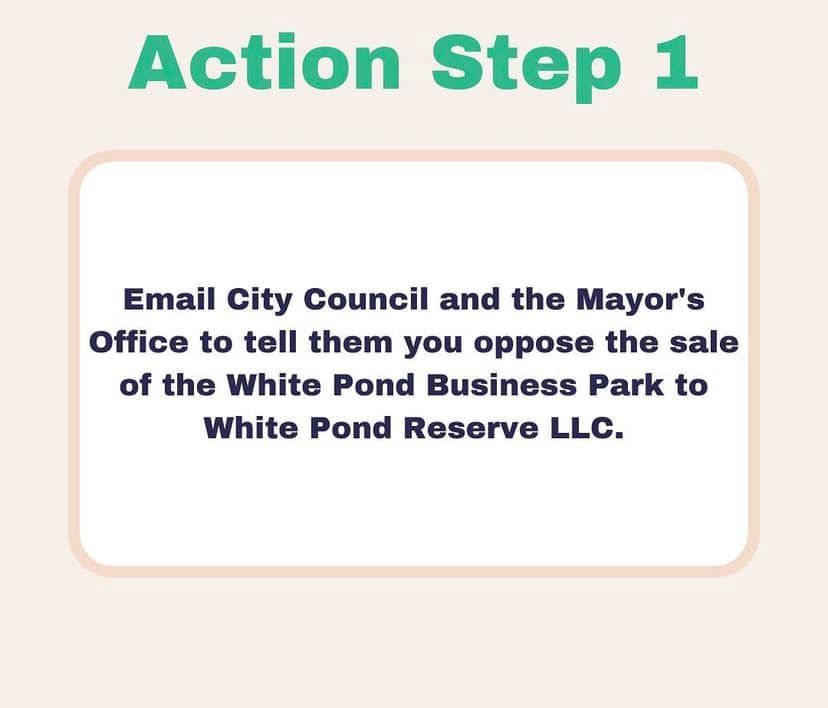 Action Step 1
Email City Council and the Mayor's
Office to tell them you oppose the sale
of the White Pond Business Park to
White Pond Reserve LLC.